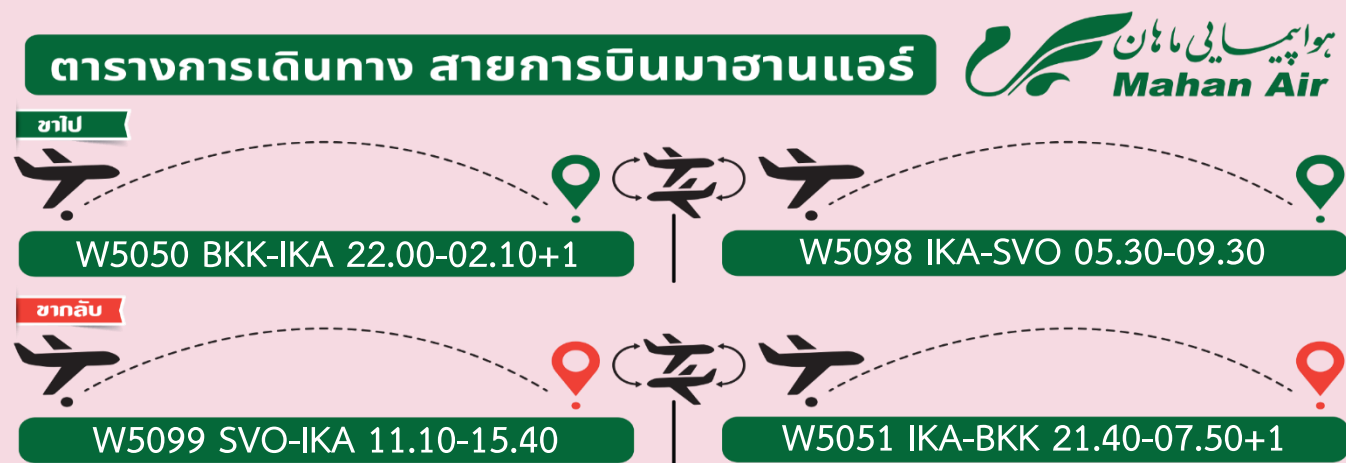 ตารางการเดินทาง สายการบินมาฮานแอร์
هواپیمایی ماهان
Mahan Air
ขาไป
W5050 BKK-IKA 22.00-02.10+1
W5098 IKA-SVO 05.30-09.30
ขากลับ
W5099 SVO-IKA 11.10-15.40
W5051 IKA-BKK 21.40-07.50+1